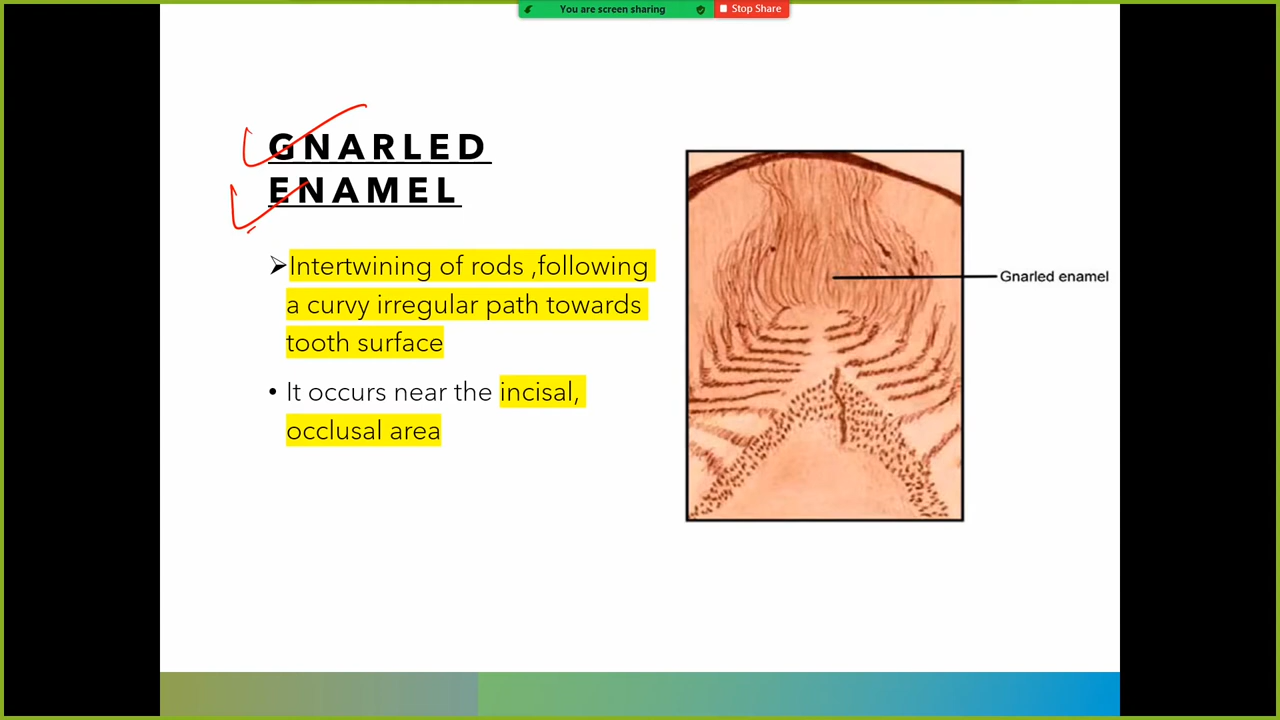 You are screen sharing Stop Share
GNARLED
ENAMEL
➢Intertwining of rods ,following
a curvy irregular path towards
tooth surface
• It occurs near the incisal,
occlusal area
Gnarled enamel